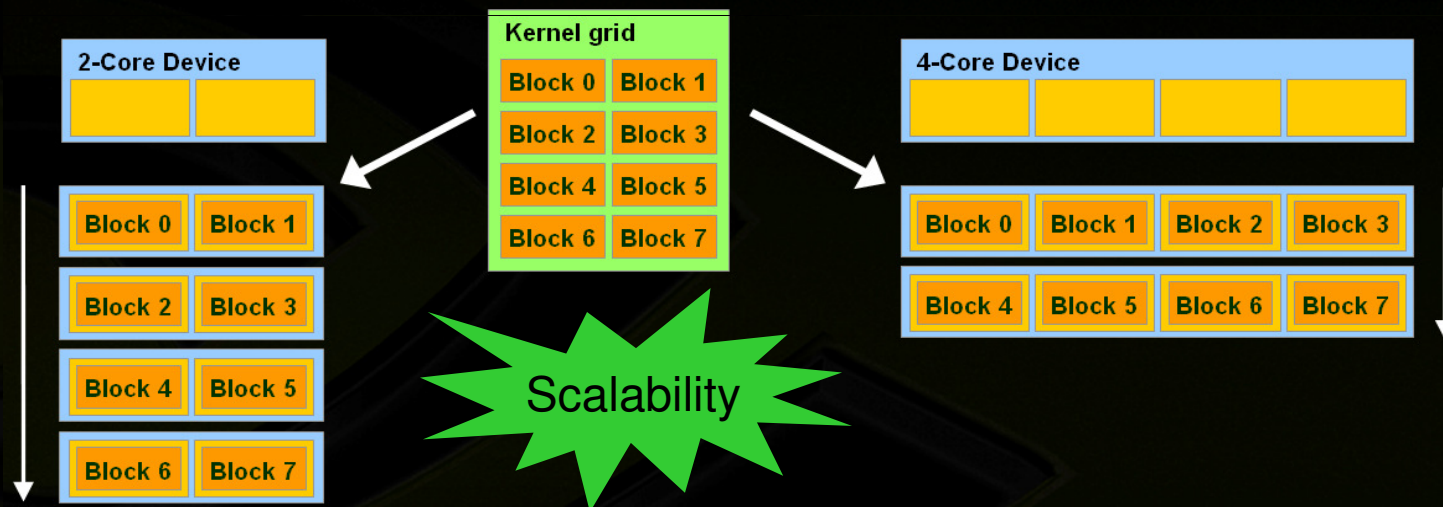 2-Core Device
Kernel grid
Block 0 Block 1
Block 2 Block 3
Block 4 Block 5
Block 6 Block 7
4-Core Device
Block 0 Block 1
Block 2 Block 3
Block 4 Block 5
Block 6 Block 7
Block 0 Block 1 Block 2 Block 3
Block 4 Block 5 Block 6 Block 7
Scalability